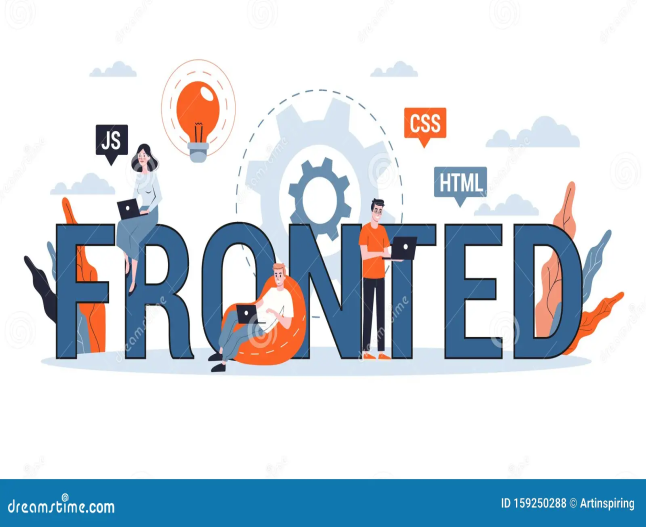 JS
CSS
HTML
FRONTED
dreamstime.com
ID 159250288 © Artinspiring